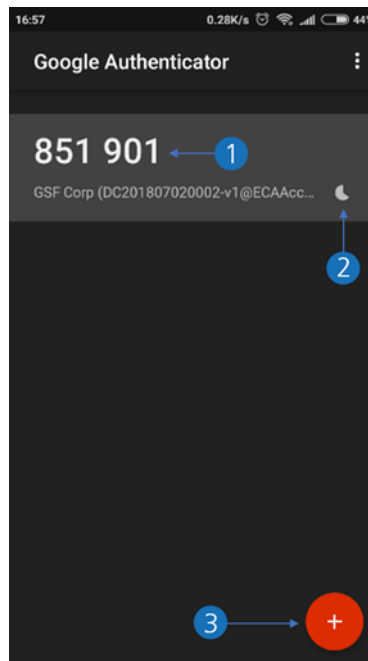 16:57 0.28K/s 44%
Google Authenticator
851 901 1
GSF Corp (DC201807020002-v1@ECAAcc...
2
3 +